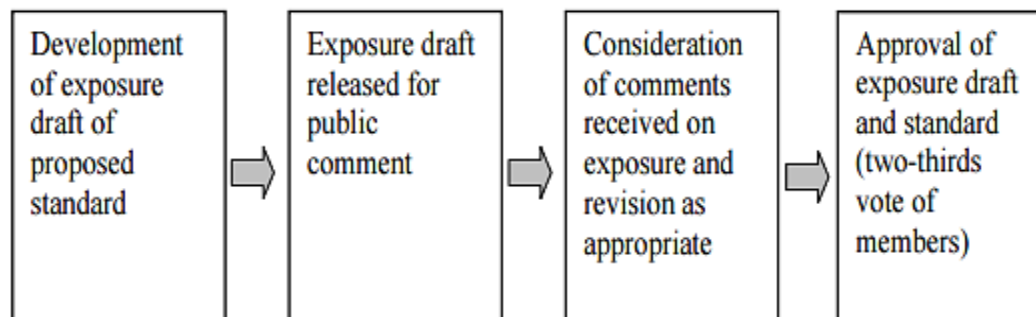 Development
of exposure
draft of
proposed
standard
Exposure draft
released for
public
comment
Consideration
of comments
received on
exposure and
revision as
appropriate
Approval of
exposure draft
and standard
(two-thirds
vote of
members)